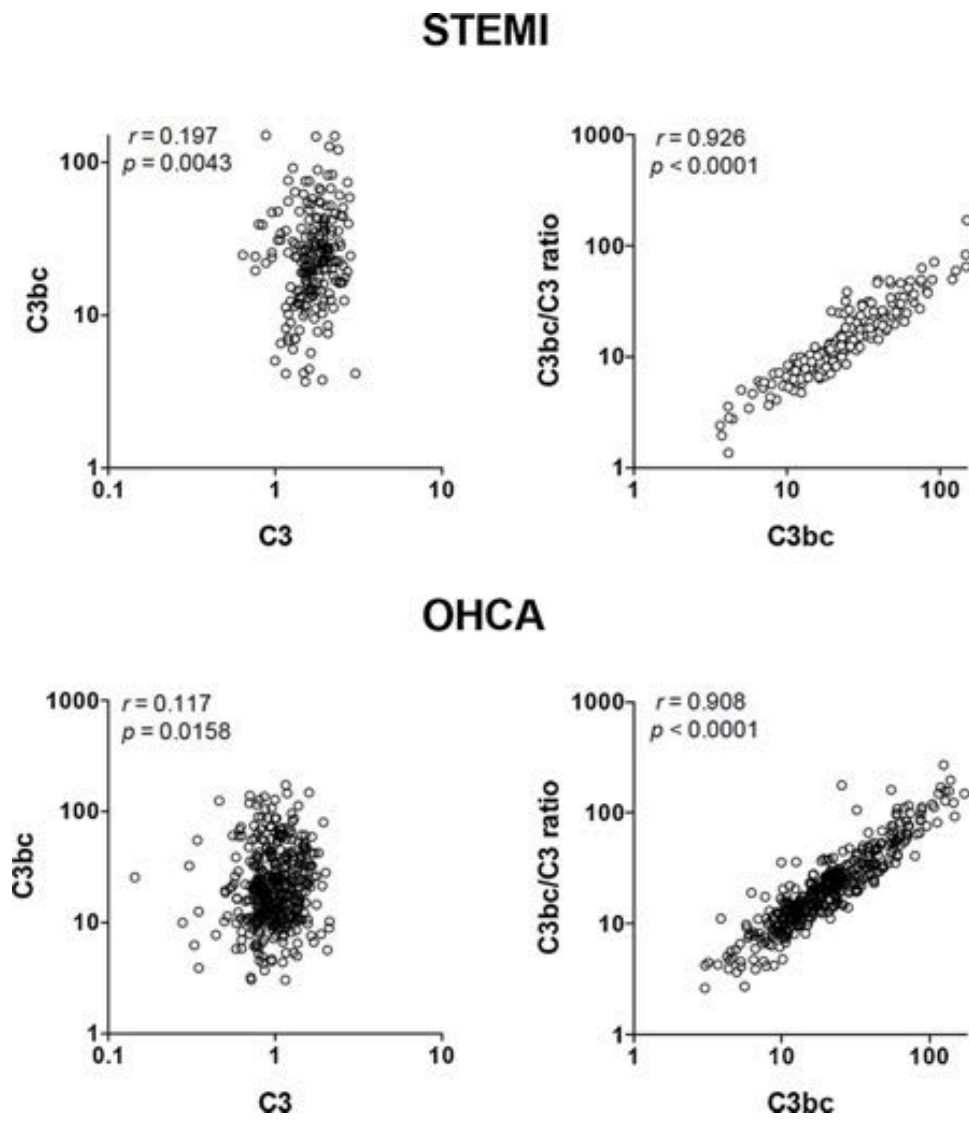 STEMI
r = 0.197
p = 0.0043
100
10
1
0.1
1
10
C3bc
C3
r = 0.926
p < 0.0001
1000
100
10
1
1
10
100
C3bc/C3 ratio
C3bc
OHCA
r = 0.117
p = 0.0158
1000
100
10
1
0.1
1
10
C3bc
C3
r = 0.908
p < 0.0001
1000
100
10
1
1
10
100
C3bc/C3 ratio
C3bc